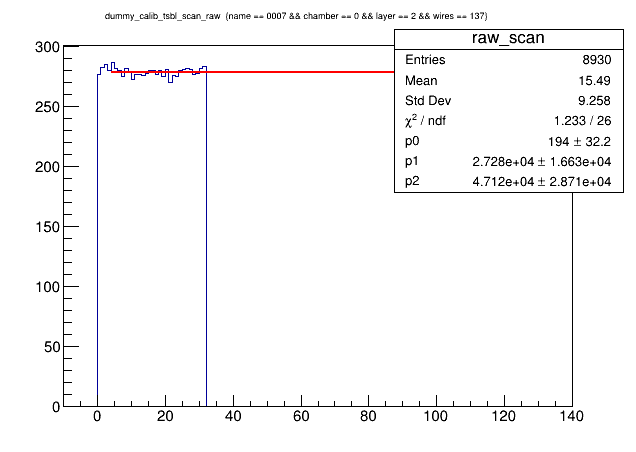 dummy_calib_tsbl_scan_raw (name == 0007 && chamber == 0 && layer == 2 && wires == 137)
raw_scan
Entries 8930
Mean 15.49
Std Dev 9.258
χ² / ndf 1.233 / 26
p0 194 ± 32.2
p1 2.728e+04 ± 1.663e+04
p2 4.712e+04 ± 2.871e+04
300
250
200
150
100
50
0
0 20 40 60 80 100 120 140